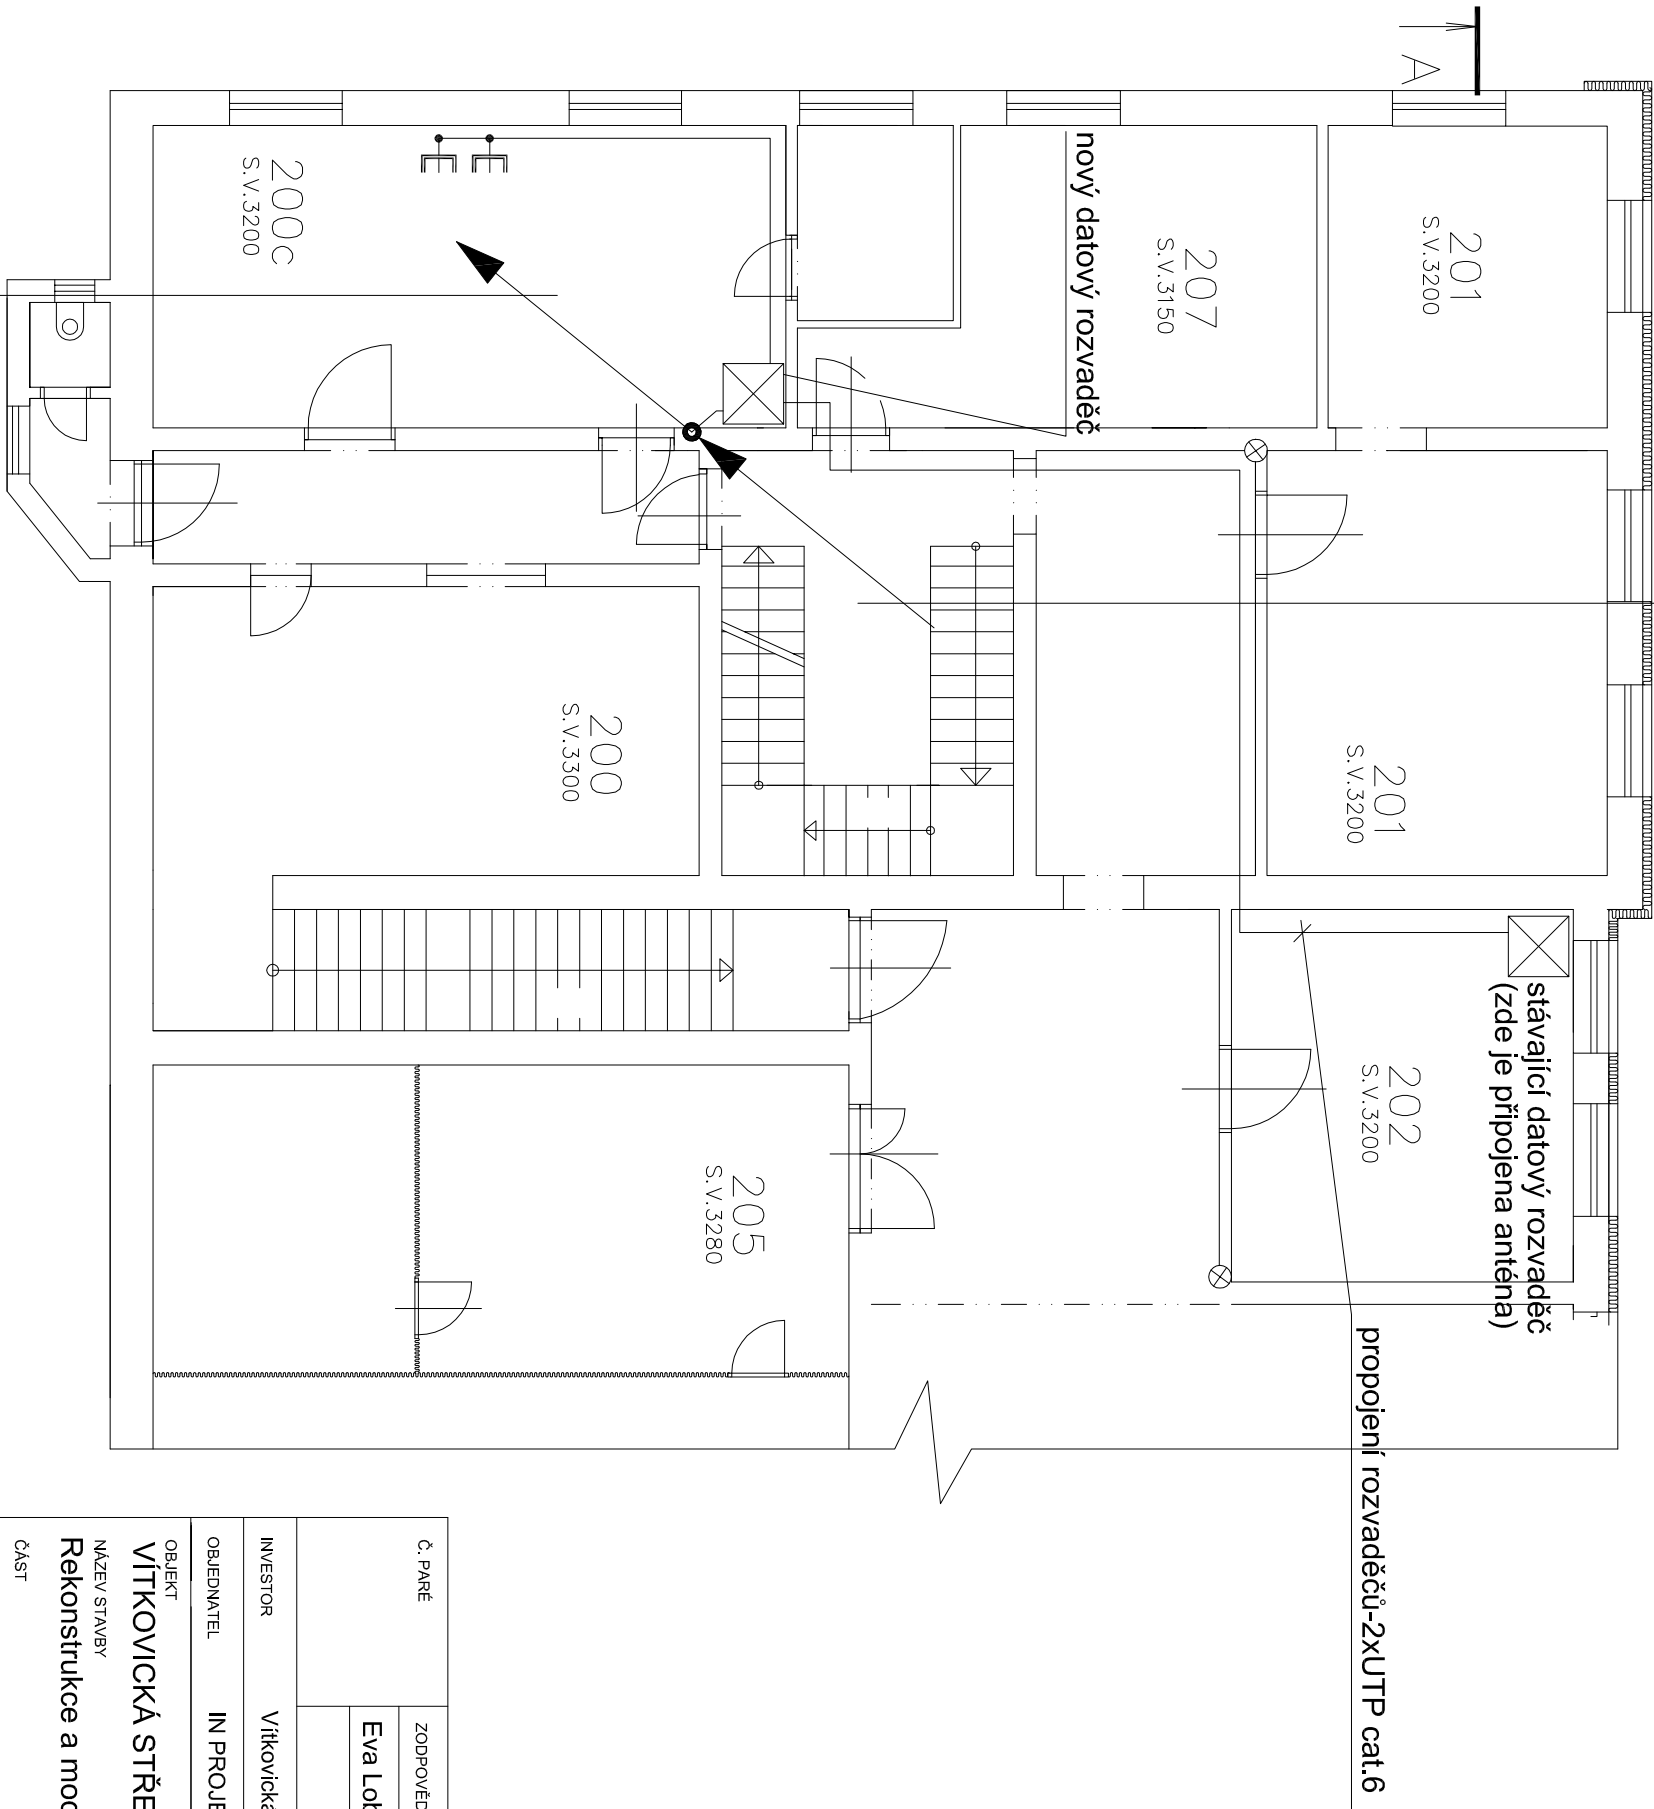 A
201
S.V.3200
207
S.V.3150
nový datový rozvaděč
200c
S.V.3200
201
S.V.3200
200
S.V.3300
stávající datový rozvaděč
(zde je připojena anténa)
202
S.V.3200
205
S.V.3280
propojení rozvaděčů-2xUTP cat.6
Č. PARÉ
ZODPOVĚD
Eva Lob
INVESTOR
Vítkovická
OBJEDNATEL
IN PROJE
OBJEKT
VÍTKOVICKÁ STŘE
NÁZEV STAVBY
Rekonstrukce a mod
ČÁST